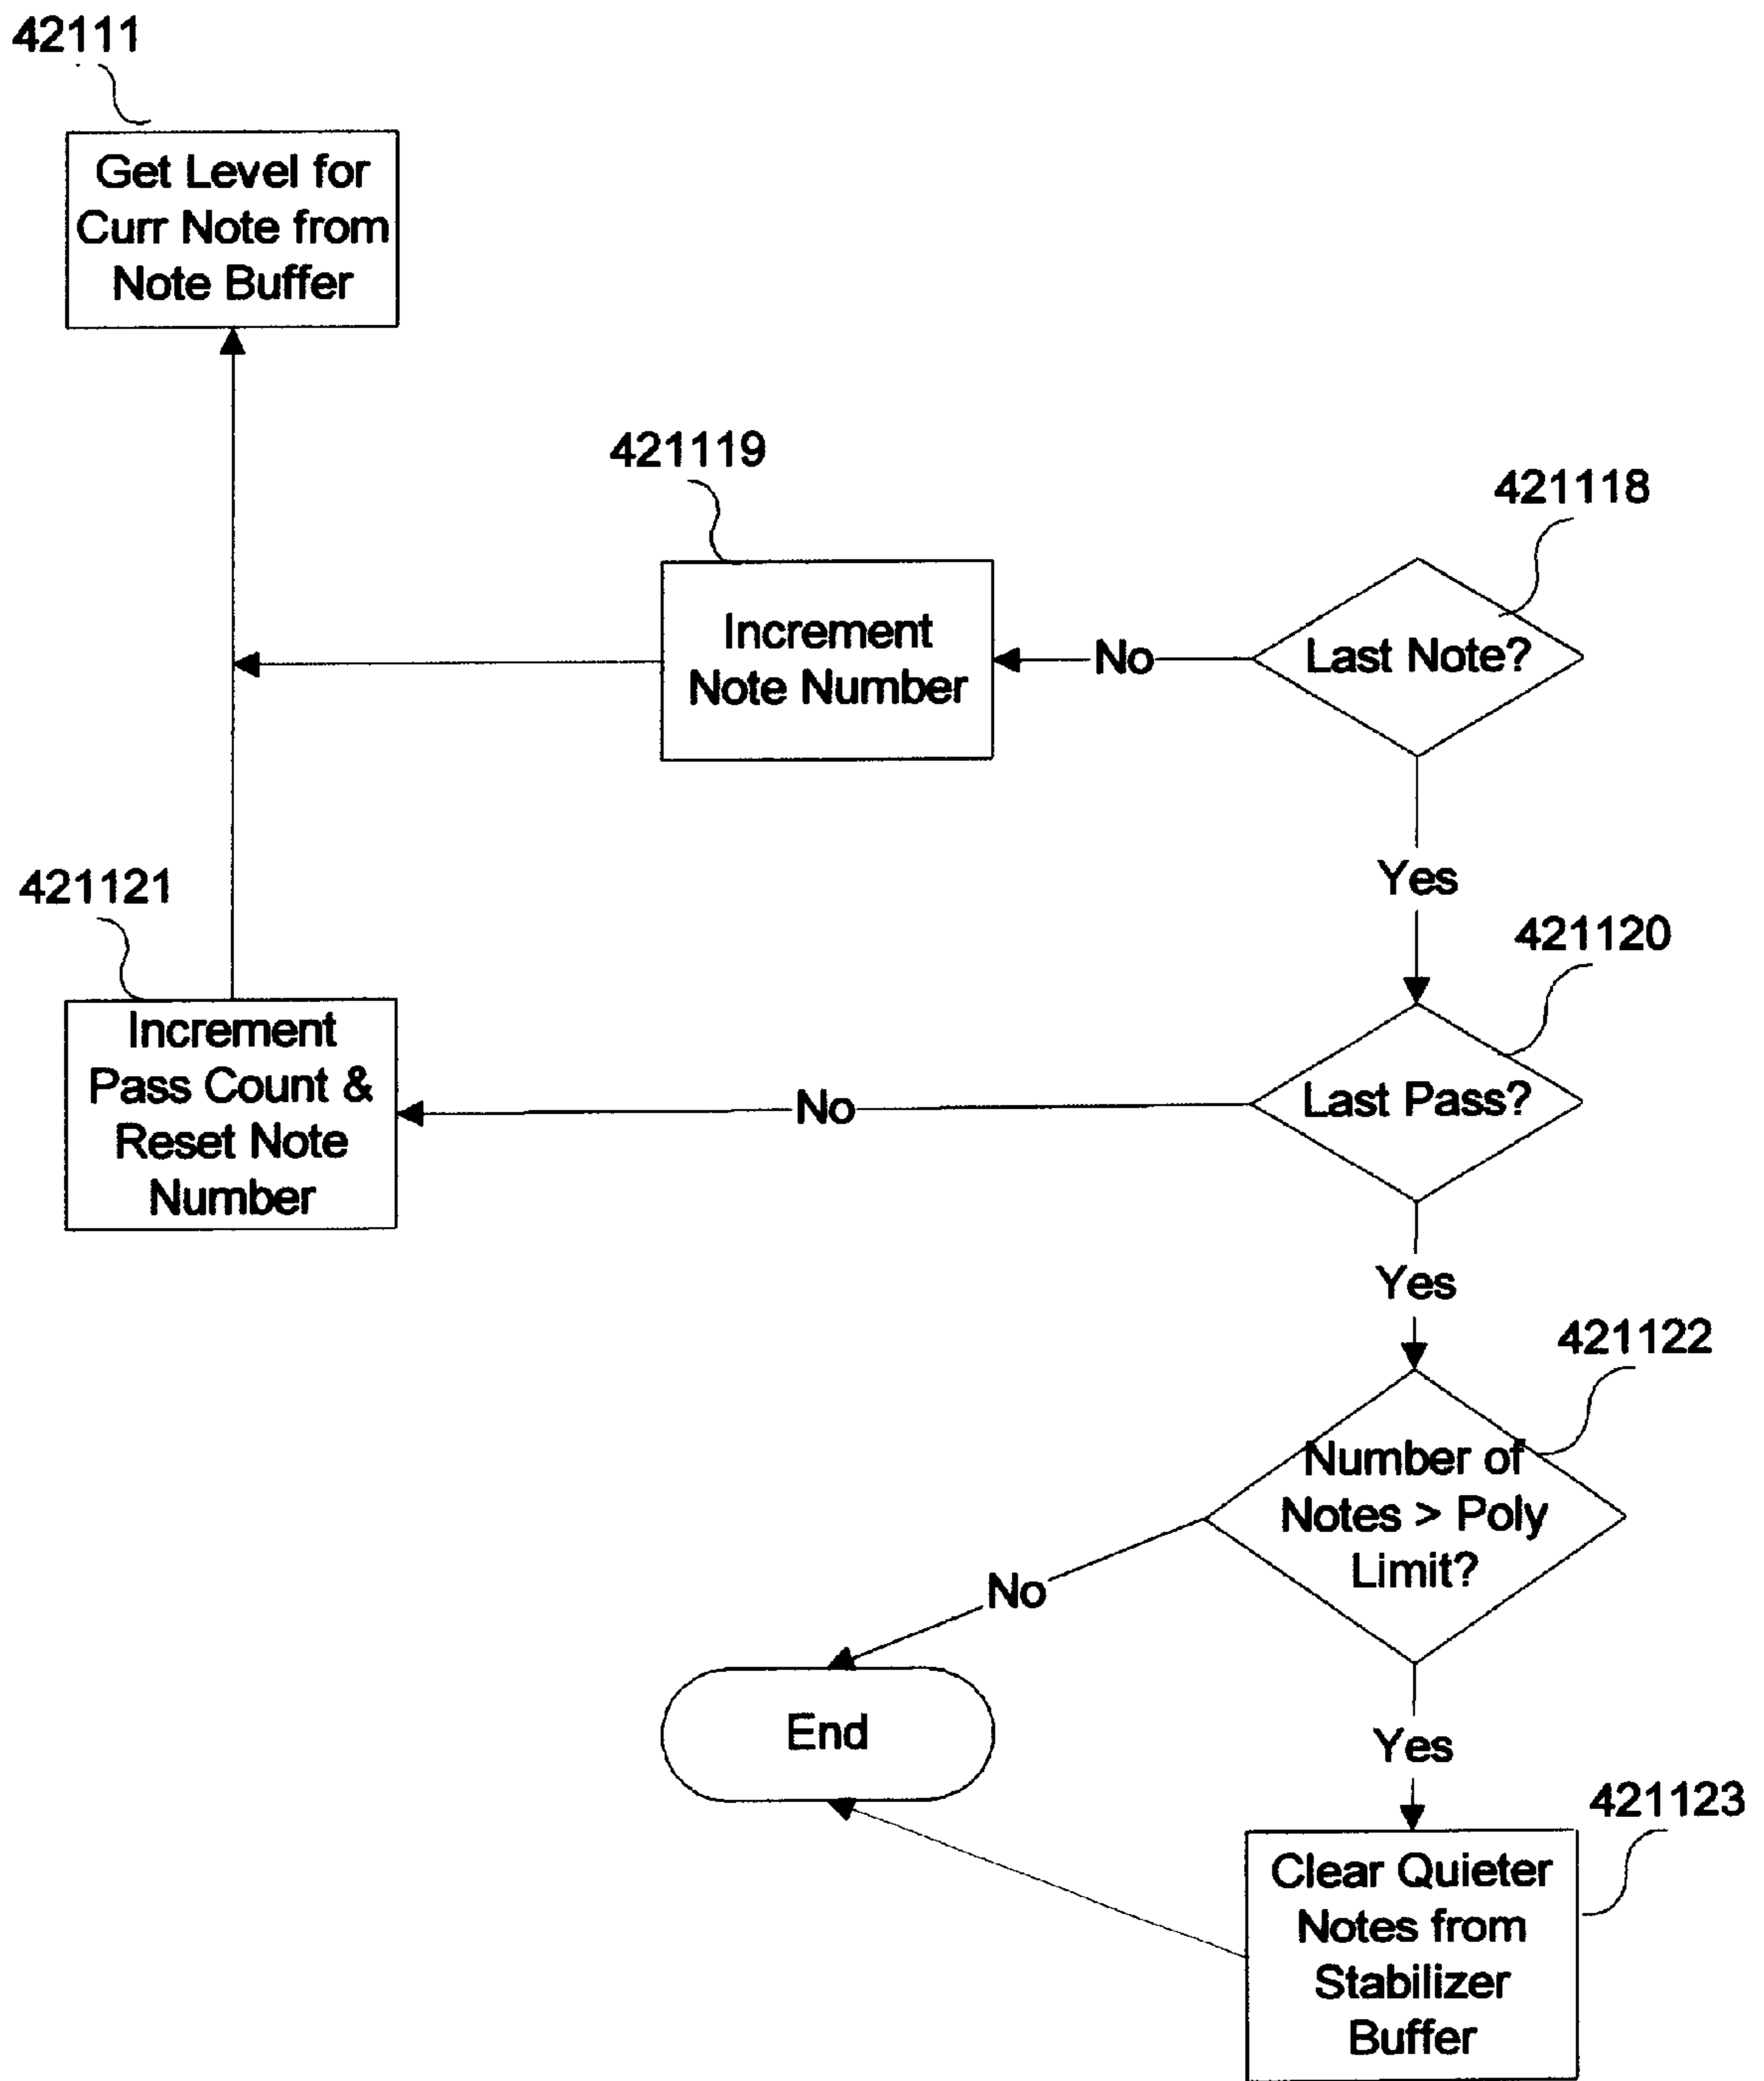 42111
Get Level for
Curr Note from
Note Buffer
421119
421118
Increment
Note Number
No
Last Note?
Yes
421121
421120
Increment
Pass Count &
Reset Note
Number
No
Last Pass?
Yes
421122
Number of
Notes > Poly
Limit?
No
End
Yes
421123
Clear Quieter
Notes from
Stabilizer
Buffer